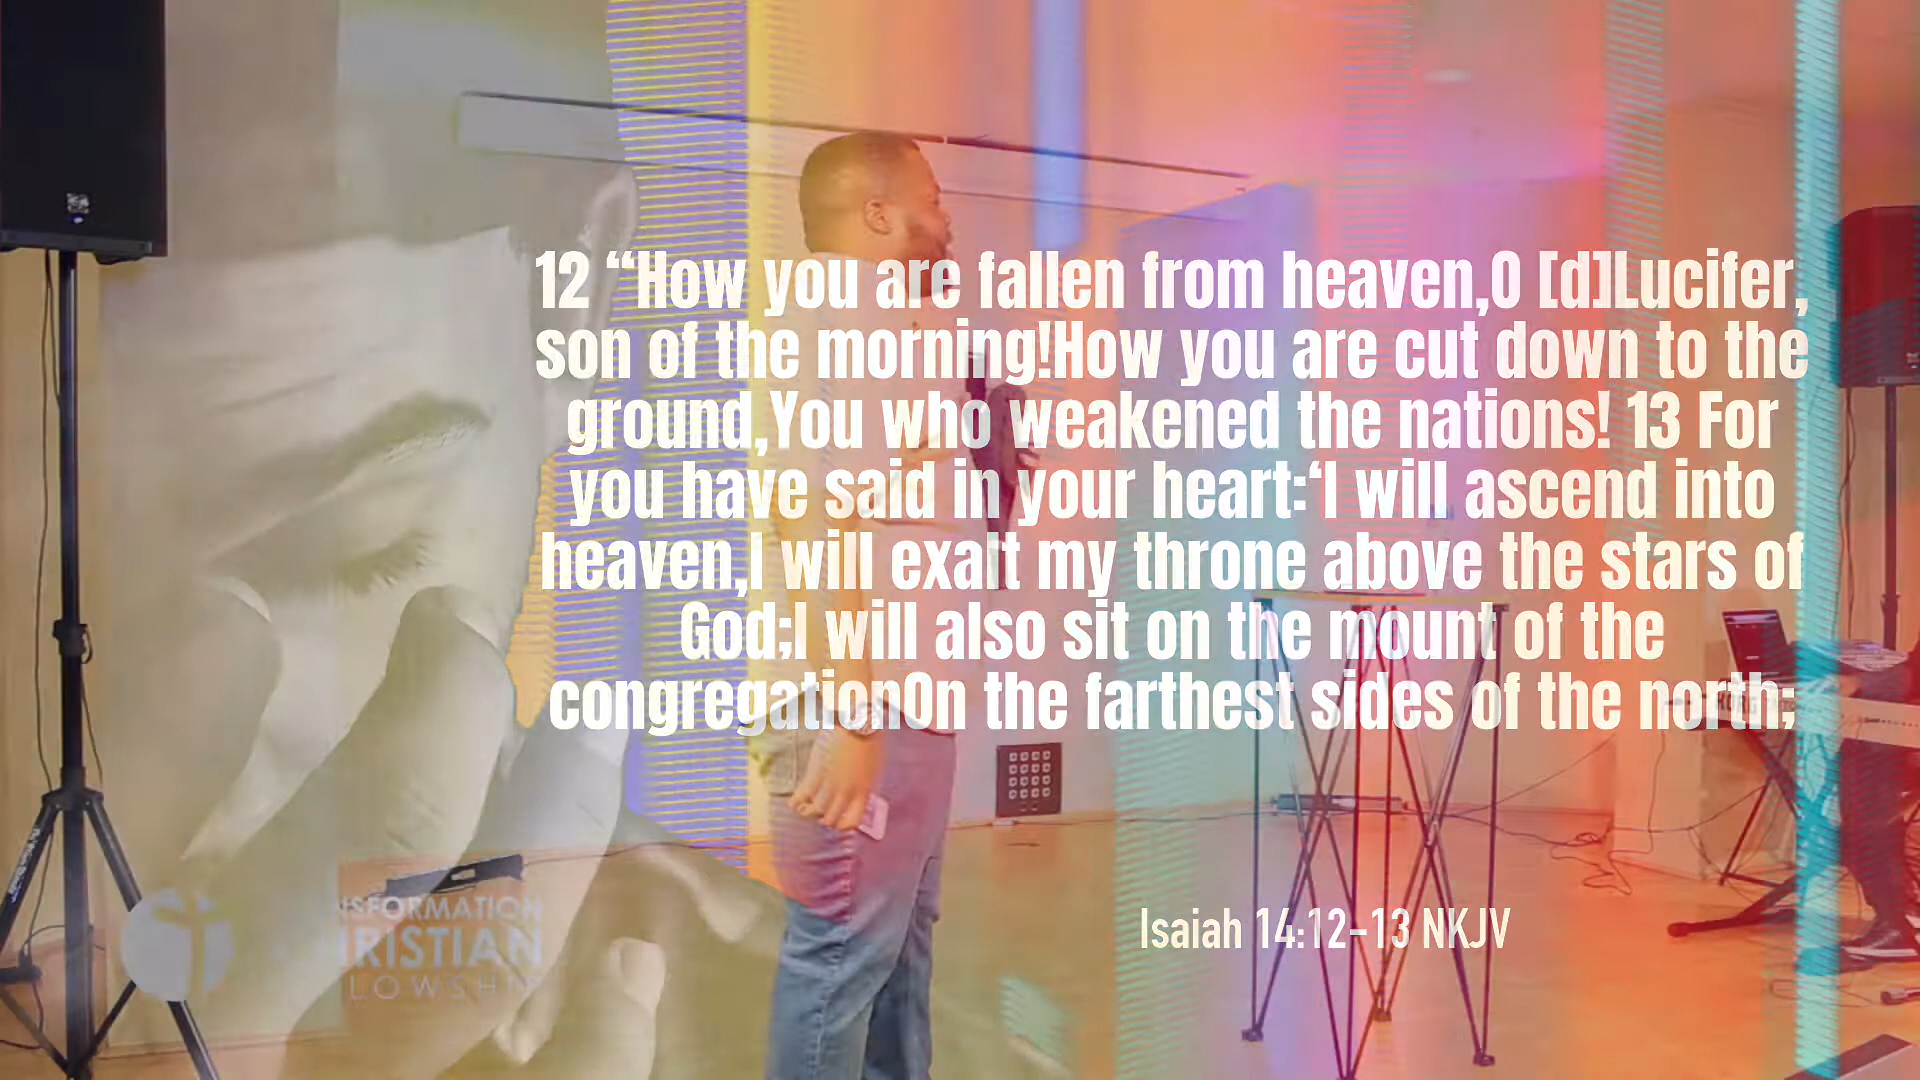 12 “How you are fallen from heaven,O [d]Lucifer,
son of the morning!How you are cut down to the
ground,You who weakened the nations! 13 For
you have said in your heart:‘I will ascend into
heaven,I will exalt my throne above the stars of
God;I will also sit on the mount of the
congregationOn the farthest sides of the north;
Isaiah 14:12-13 NKJV
NSFORMATION
HRISTIAN
LLOWSHIP
KORG